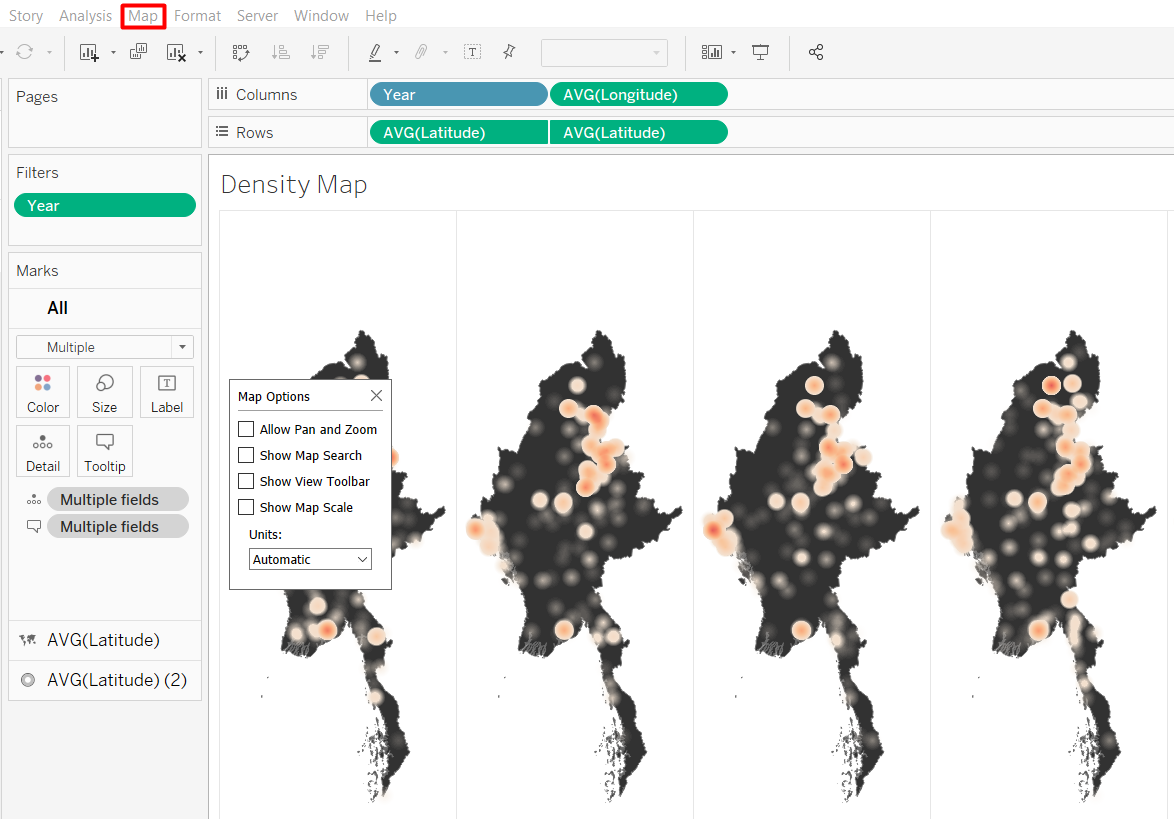 Story Analysis Map Format Server Window Help
Pages
Columns Year AVG(Longitude)
Rows AVG(Latitude) AVG(Latitude)
Filters
Year
Density Map
Marks
All
Multiple
Color Size Label
Detail Tooltip
Multiple fields
Multiple fields
AVG(Latitude)
AVG(Latitude) (2)
Map Options
Allow Pan and Zoom
Show Map Search
Show View Toolbar
Show Map Scale
Units:
Automatic